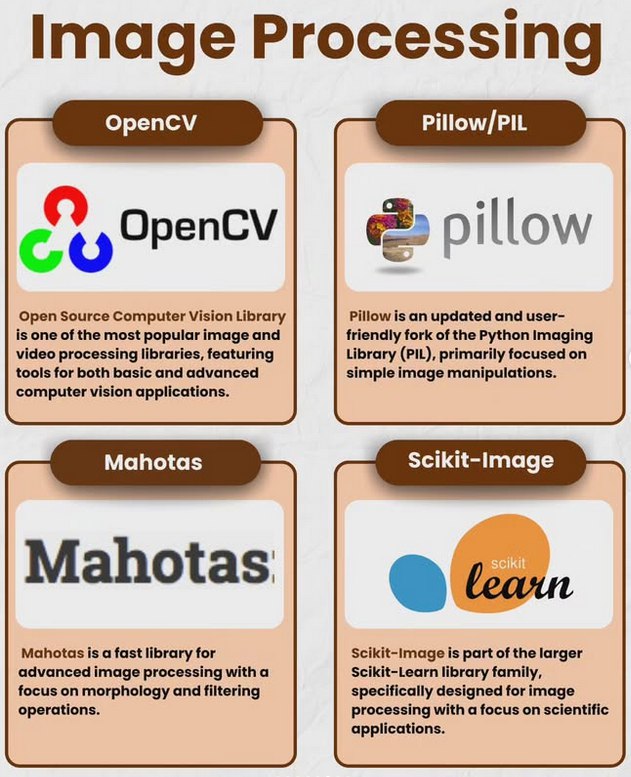 Image Processing
OpenCV
OpenCV
Open Source Computer Vision Library
is one of the most popular image and
video processing libraries, featuring
tools for both basic and advanced
computer vision applications.
Pillow/PIL
pillow
Pillow is an updated and user-
friendly fork of the Python Imaging
Library (PIL), primarily focused on
simple image manipulations.
Mahotas
Mahotas:
Mahotas is a fast library for
advanced image processing with a
focus on morphology and filtering
operations.
Scikit-Image
scikit
learn
Scikit-Image is part of the larger
Scikit-Learn library family,
specifically designed for image
processing with a focus on scientific
applications.